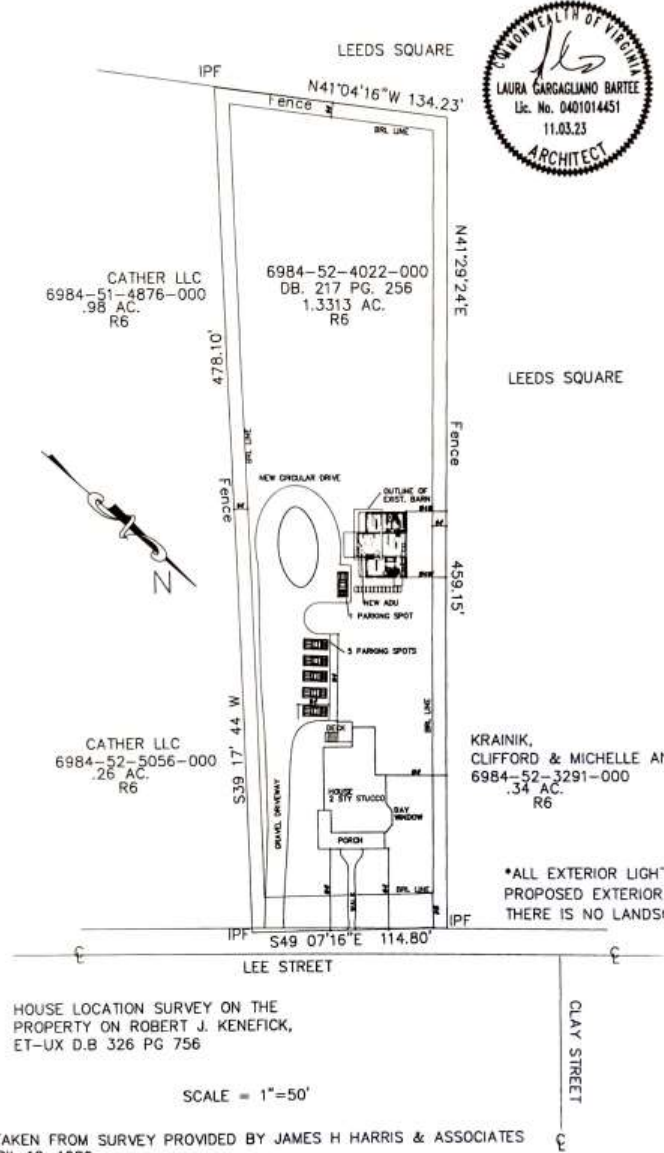 LEEDS SQUARE
COMMONWEALTH OF VIRGINIA
LAURA GARGAGLIANO BARTEE
Lic. No. 0401014451
11.03.23
ARCHITECT
IPF
N41°04'16"W 134.23'
Fence
BRL LINE
CATHER LLC
6984-51-4876-000
.98 AC.
R6
6984-52-4022-000
DB. 217 PG. 256
1.3313 AC.
R6
N41°29'24"E
478.10'
LEEDS SQUARE
BRL LINE
Fence
Fence
NEW CIRCULAR DRIVE
OUTLINE OF
EXIST. BARN
N
459.15'
NEW ADU
1 PARKING SPOT
5 PARKING SPOTS
S39 17' 44 W
BRL LINE
CATHER LLC
6984-52-5056-000
.26 AC.
R6
DECK
KRAINIK,
CLIFFORD & MICHELLE AN
6984-52-3291-000
.34 AC.
R6
GRAVEL DRIVEWAY
HOUSE
2 STY STUCCO
BAY
WINDOW
PORCH
WALK
BRL LINE
*ALL EXTERIOR LIGHT
PROPOSED EXTERIOR
THERE IS NO LANDSC
IPF
S49 07'16"E 114.80'
IPF
LEE STREET
CLAY STREET
HOUSE LOCATION SURVEY ON THE
PROPERTY ON ROBERT J. KENEFICK,
ET-UX D.B 326 PG 756
SCALE = 1"=50'
TAKEN FROM SURVEY PROVIDED BY JAMES H HARRIS & ASSOCIATES